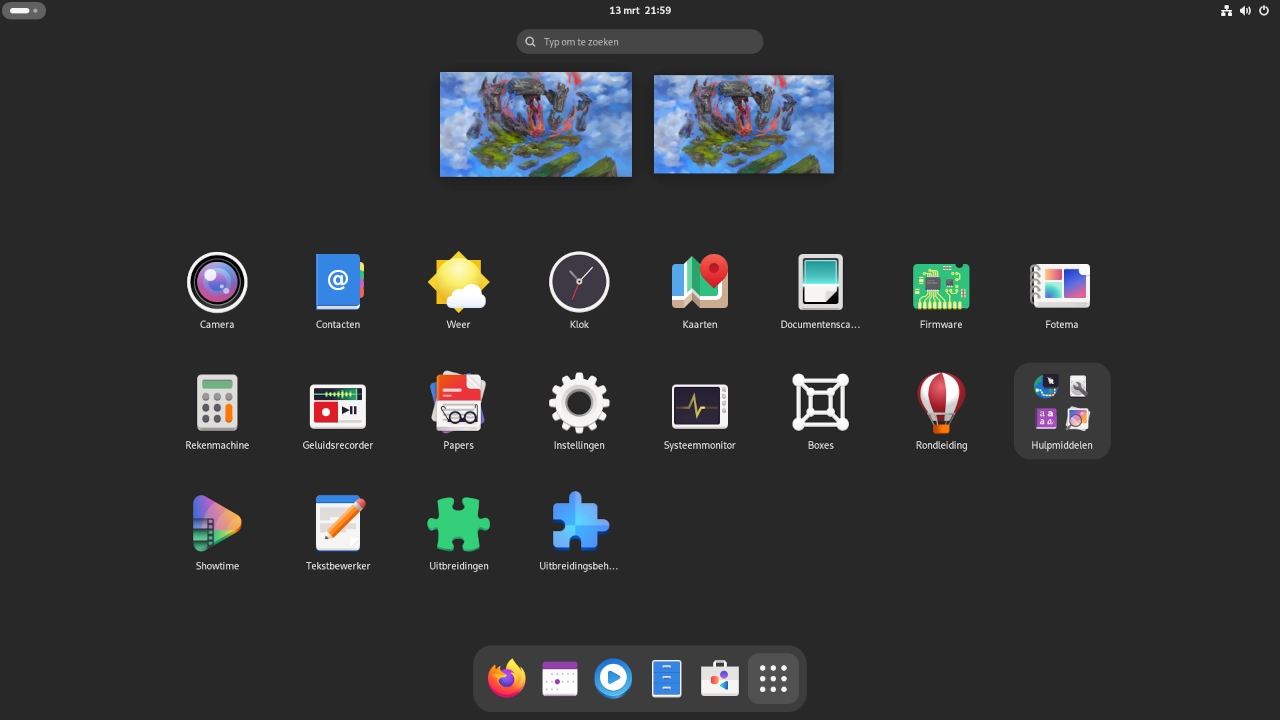 13 mrt 21:59
Typ om te zoeken
Camera
Contacten
Weer
Klok
Kaarten
Documentensca…
Firmware
Fotema
Rekenmachine
Geluidsrecorder
Papers
Instellingen
Systeemmonitor
Boxes
Rondleiding
Hulpmiddelen
Showtime
Tekstbewerker
Uitbreidingen
Uitbreidingsbeh…